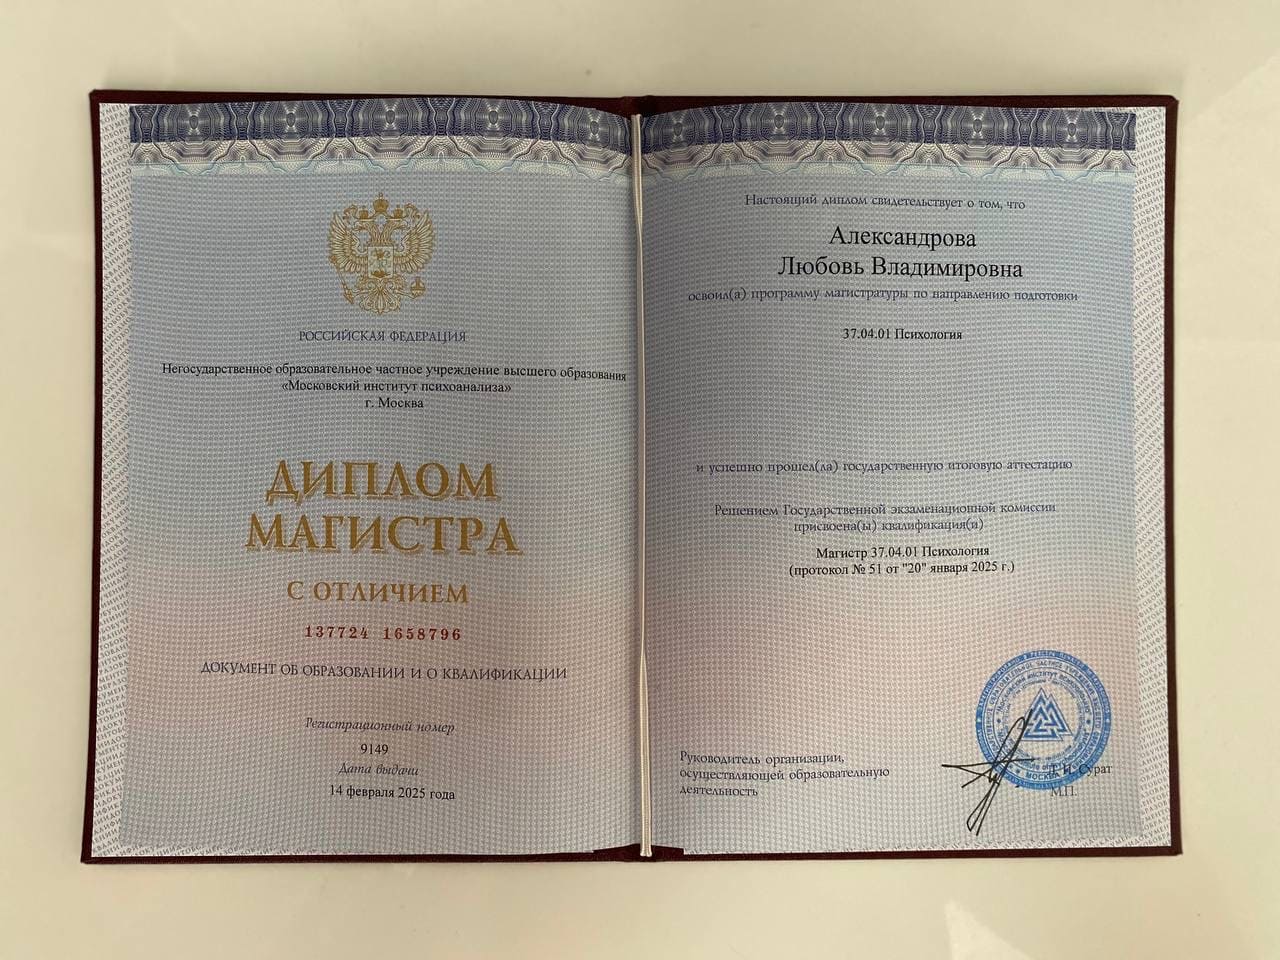 РОССИЙСКАЯ ФЕДЕРАЦИЯ
Негосударственное образовательное частное учреждение высшего образования
«Московский институт психоанализа»
г. Москва
ДИПЛОМ
МАГИСТРА
С ОТЛИЧИЕМ
137724 1658796
ДОКУМЕНТ ОБ ОБРАЗОВАНИИ И О КВАЛИФИКАЦИИ
Регистрационный номер
9149
Дата выдачи
14 февраля 2025 года
Настоящий диплом свидетельствует о том, что
Александрова
Любовь Владимировна
освоил(а) программу магистратуры по направлению подготовки
37.04.01 Психология
и успешно прошел(ла) государственную итоговую аттестацию
Решением Государственной экзаменационной комиссии
присвоена(ы) квалификация(и)
Магистр 37.04.01 Психология
(протокол № 51 от "20" января 2025 г.)
Руководитель организации,
осуществляющей образовательную
деятельность
Сурат
М.П.
МОСКВА